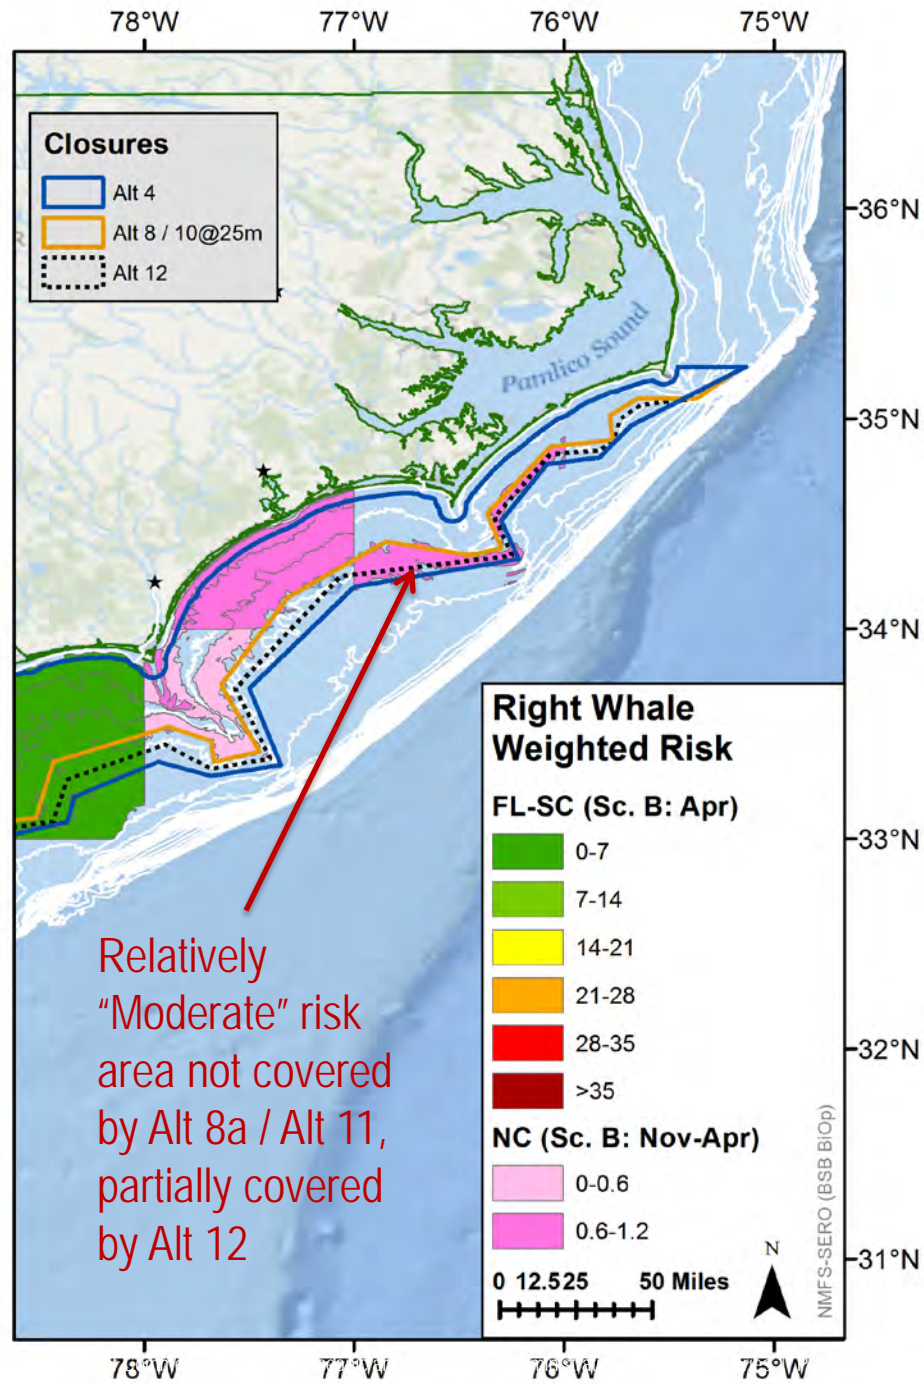 78°W 77°W 76°W 75°W
Closures
Alt 4
Alt 8 / 10@25m
Alt 12
36°N
Pamlico Sound
35°N
34°N
33°N
32°N
31°N
Relatively
“Moderate” risk
area not covered
by Alt 8a / Alt 11,
partially covered
by Alt 12
Right Whale
Weighted Risk
FL-SC (Sc. B: Apr)
0-7
7-14
14-21
21-28
28-35
>35
NC (Sc. B: Nov-Apr)
0-0.6
0.6-1.2
N
0 12.525 50 Miles
NMFS-SERO (BSB BiOp)
78°W 77°W 76°W 75°W